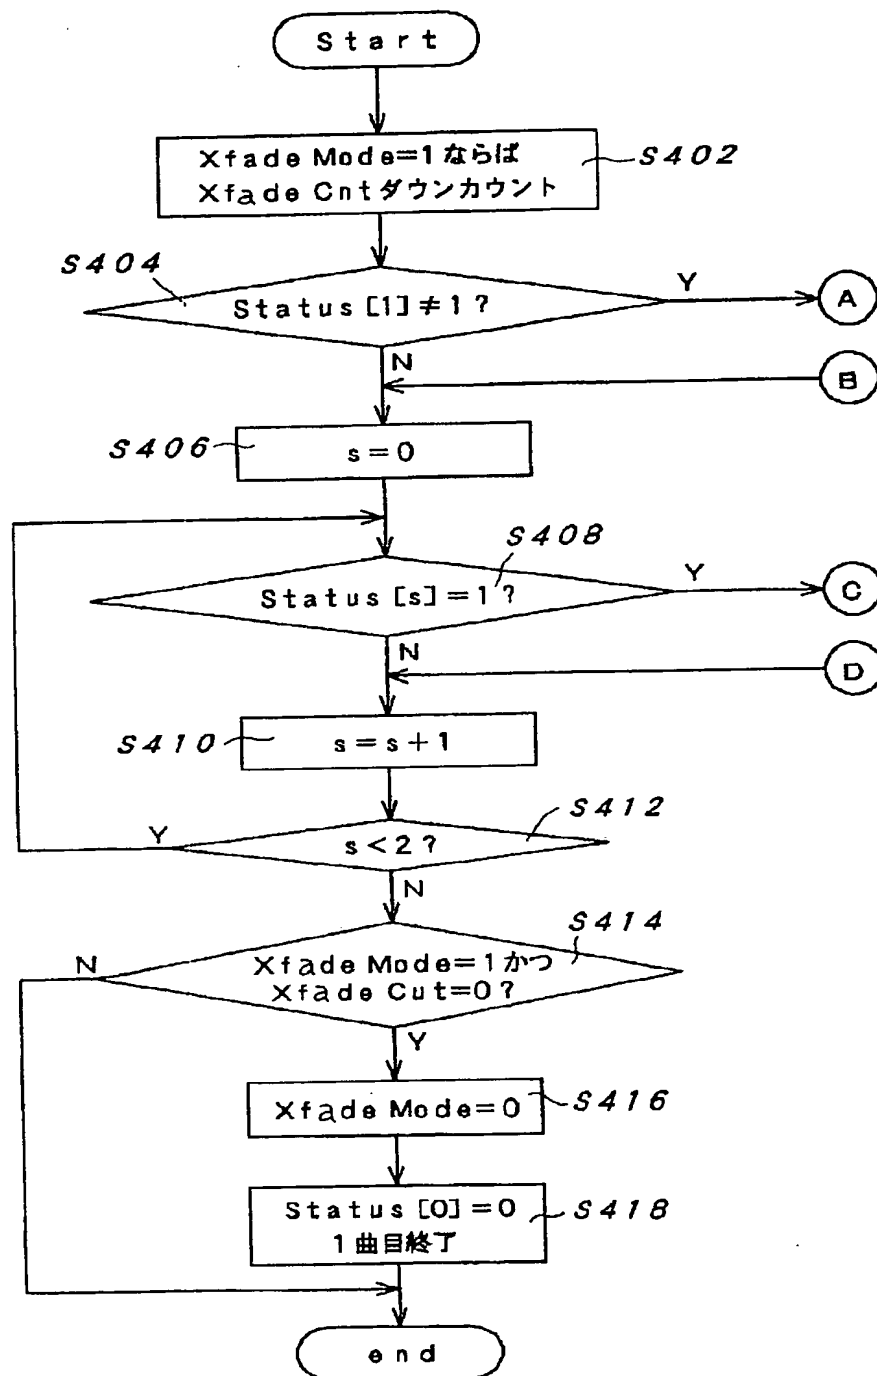 Start
Xfade Mode=1ならば
Xfade Cntダウンカウント
S402
S404
Status[1]≠1?
Y
A
N
B
S406
s=0
S408
Status[s]=1?
Y
C
N
D
S410
s=s+1
S412
s<2?
Y
N
S414
Xfade Mode=1かつ
Xfade Cut=0?
N
Y
Xfade Mode=0
S416
Status[0]=0
1曲目終了
S418
end